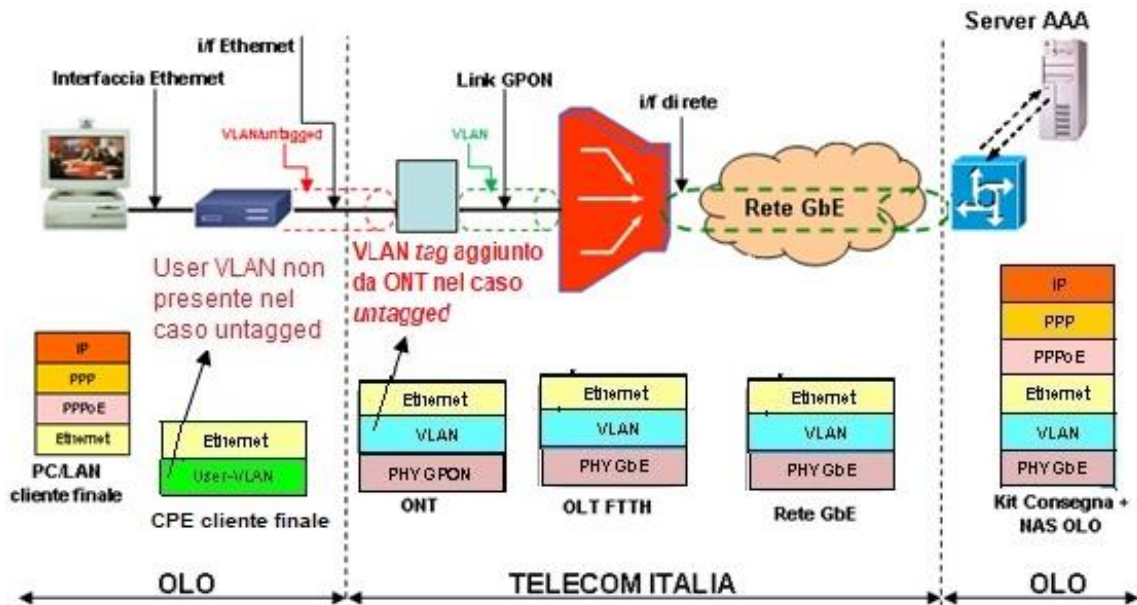 Server AAA
i/f Ethernet
Interfaccia Ethernet
Link GPON
i/f di rete
VLAN/untagged
VLAN
Rete GbE
User VLAN non
presente nel
caso untagged
VLAN tag aggiunto
da ONT nel caso
untagged
IP
PPP
PPPoE
Ethernet
PC/LAN
cliente finale
Ethernet
User-VLAN
CPE cliente finale
Ethernet
VLAN
PHY GPON
ONT
Ethernet
VLAN
PHY GbE
OLT FTTH
Ethernet
VLAN
PHY GbE
Rete GbE
IP
PPP
PPPoE
Ethernet
VLAN
PHY GbE
Kit Consegna +
NAS OLO
OLO
TELECOM ITALIA
OLO